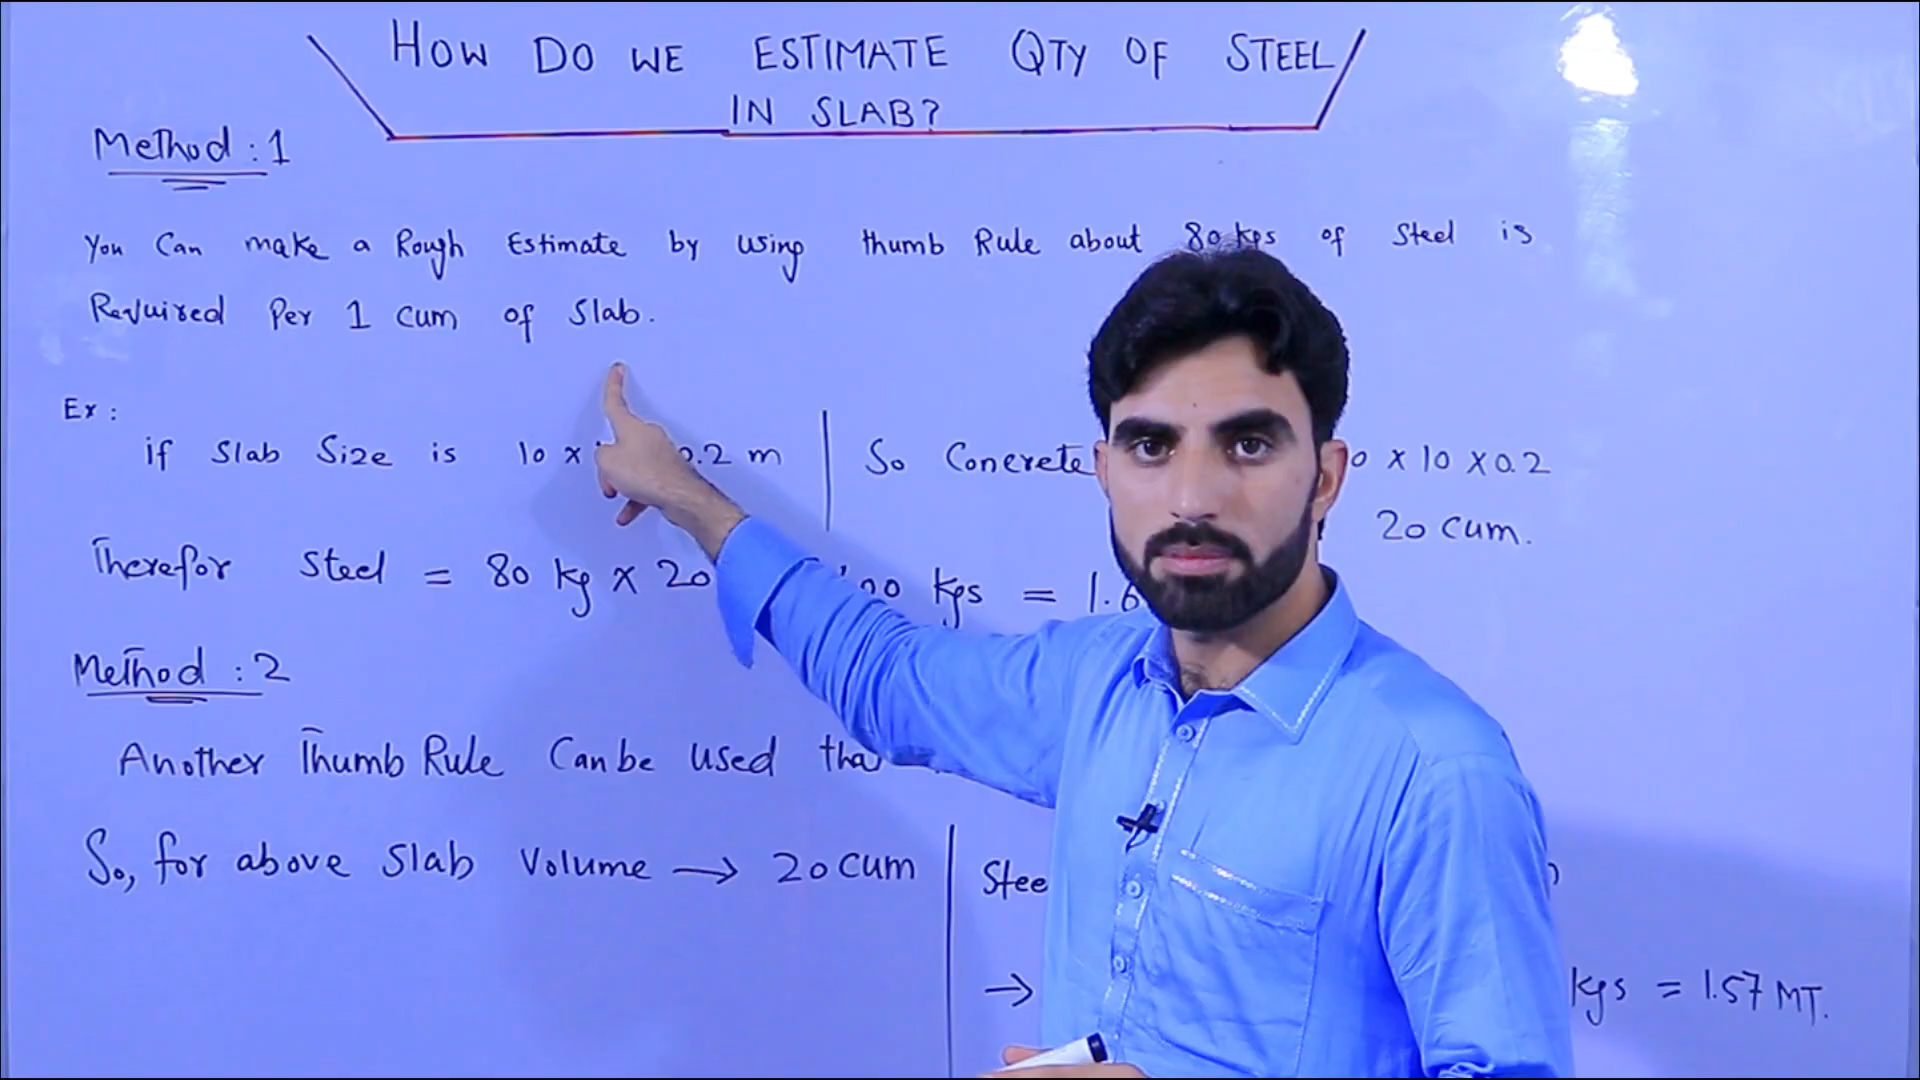 HOW DO WE ESTIMATE QTY OF STEEL
IN SLAB?
Method : 1
You Can make a Rough Estimate by using thumb Rule about 80 kgs of Steel is
Required Per 1 cum of Slab.
Ex :
if Slab Size is 10 x 0.2 m
So Concrete 0 x 10 x 0.2
20 cum.
Therefor Steel = 80 kg x 20 00 kgs = 1.6
Method : 2
Another Thumb Rule Can be used tha
So, for above Slab Volume → 20 cum
Stee
→ kgs = 1.57 MT.